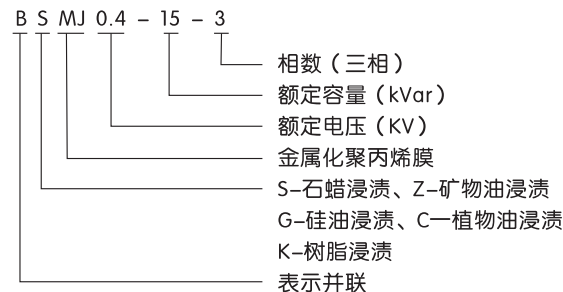 B S MJ 0.4 - 15 - 3
相数（三相）
额定容量（kVar）
额定电压（KV）
金属化聚丙烯膜
S-石蜡浸渍、Z-矿物油浸渍
G-硅油浸渍、C一植物油浸渍
K-树脂浸渍
表示并联